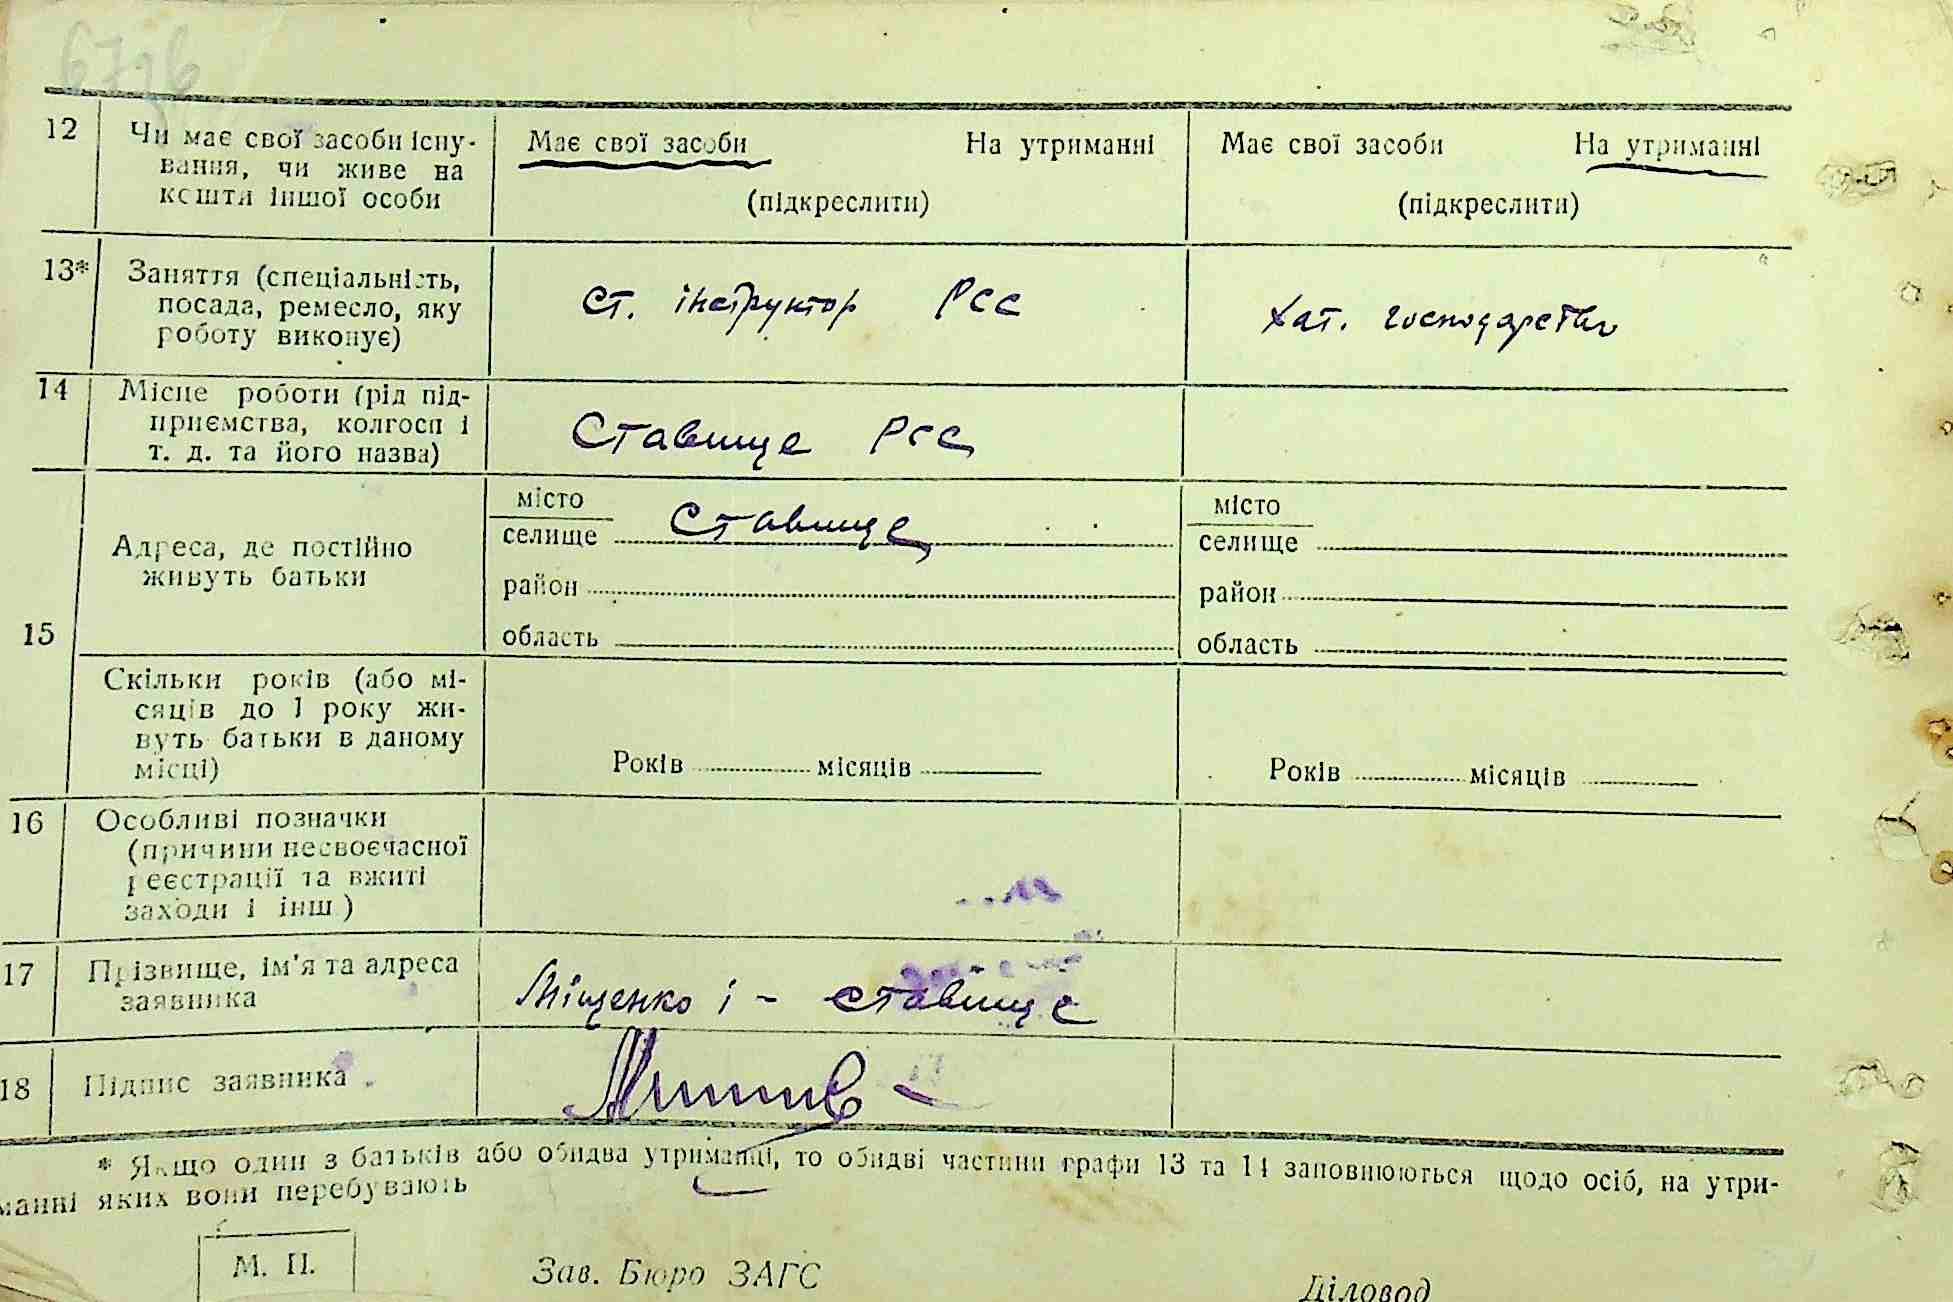 6726
12 Чи має свої засоби існу- Має свої засоби На утриманні Має свої засоби На утриманні
вання, чи живе на
кошти іншої особи (підкреслити) (підкреслити)
13* Заняття (спеціальність,
посада, ремесло, яку ст. інструктор РСС хат. господарство
роботу виконує)
14 Місце роботи (рід під-
приємства, колгосп і Ставище РСС
т. д. та його назва)
місто місто
селище Ставище селище
15 Адреса, де постійно
живуть батьки
район район
область область
Скільки років (або мі-
сяців до 1 року жи-
вуть батьки в даному
місці) Років місяців Років місяців
16 Особливі позначки
(причини несвоєчасної
реєстрації та вжиті
заходи і інш.)
17 Прізвище, ім'я та адреса
заявника Міщенко і - Ставище
18 Підпис заявника
* Якщо один з батьків або обидва утриманці, то обидві частини графи 13 та 14 заповнюються щодо осіб, на утри-
манні яких вони перебувають
М. П. Зав. Бюро ЗАГС Діловод